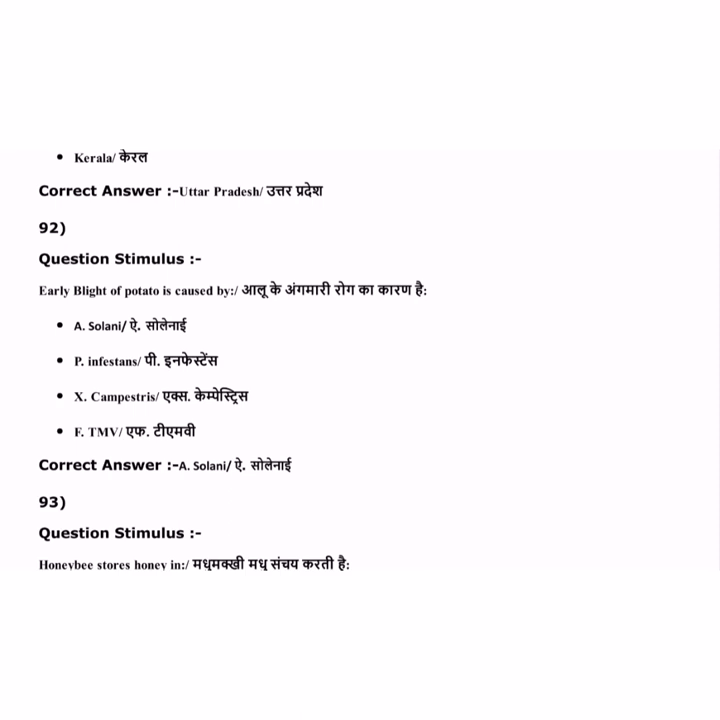 • Kerala/ केरल
Correct Answer :-Uttar Pradesh/ उत्तर प्रदेश
92)
Question Stimulus :-
Early Blight of potato is caused by:/ आलू के अंगमारी रोग का कारण है:
• A. Solani/ ऐ. सोलेनाई
• P. infestans/ पी. इनफेस्टेंस
• X. Campestris/ एक्स. केम्पेस्ट्रिस
• F. TMV/ एफ. टीएमवी
Correct Answer :-A. Solani/ ऐ. सोलेनाई
93)
Question Stimulus :-
Honeybee stores honey in:/ मधुमक्खी मधु संचय करती है: